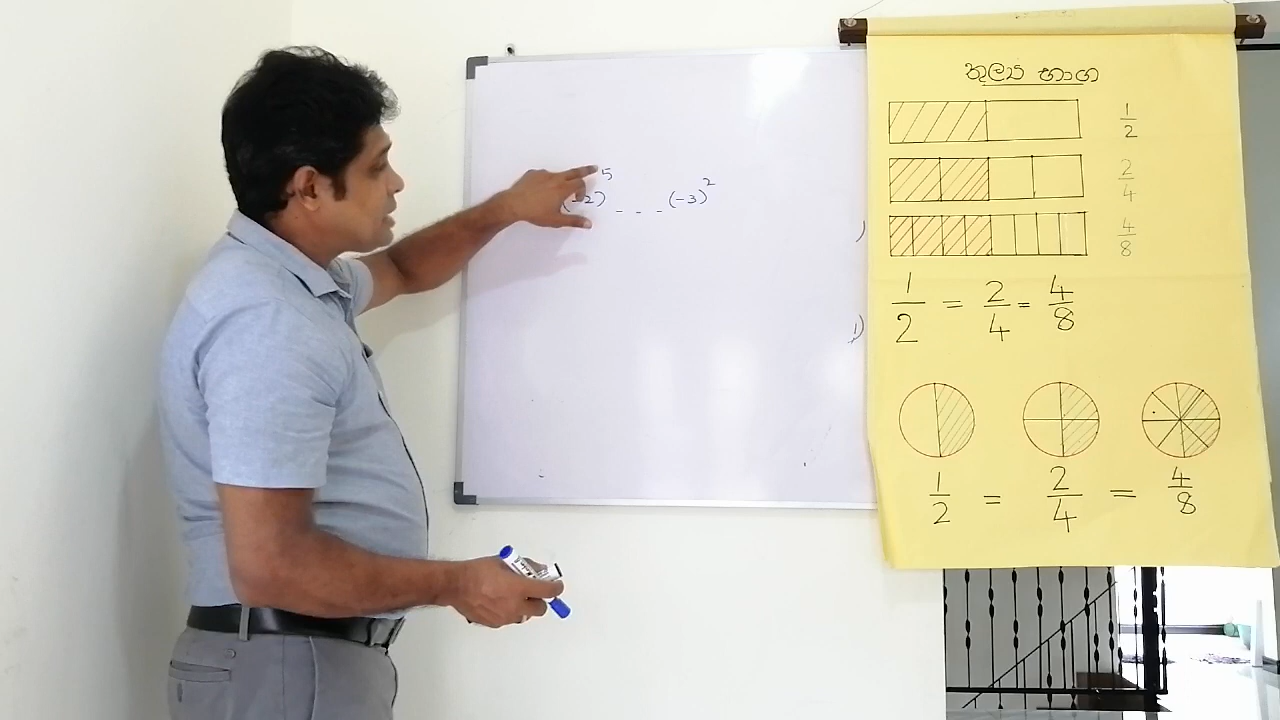 (-2)⁵ - - - (-3)²
)
1)
තුල්‍ය භාග
1/2
2/4
4/8
1/2 = 2/4 = 4/8
1/2 = 2/4 = 4/8